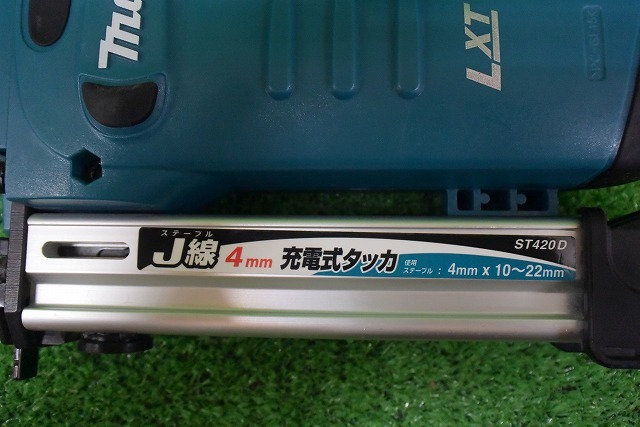 LXT
ステープル
J線 4mm 充電式タッカ
ST420D
使用
ステープル : 4mm x 10～22mm